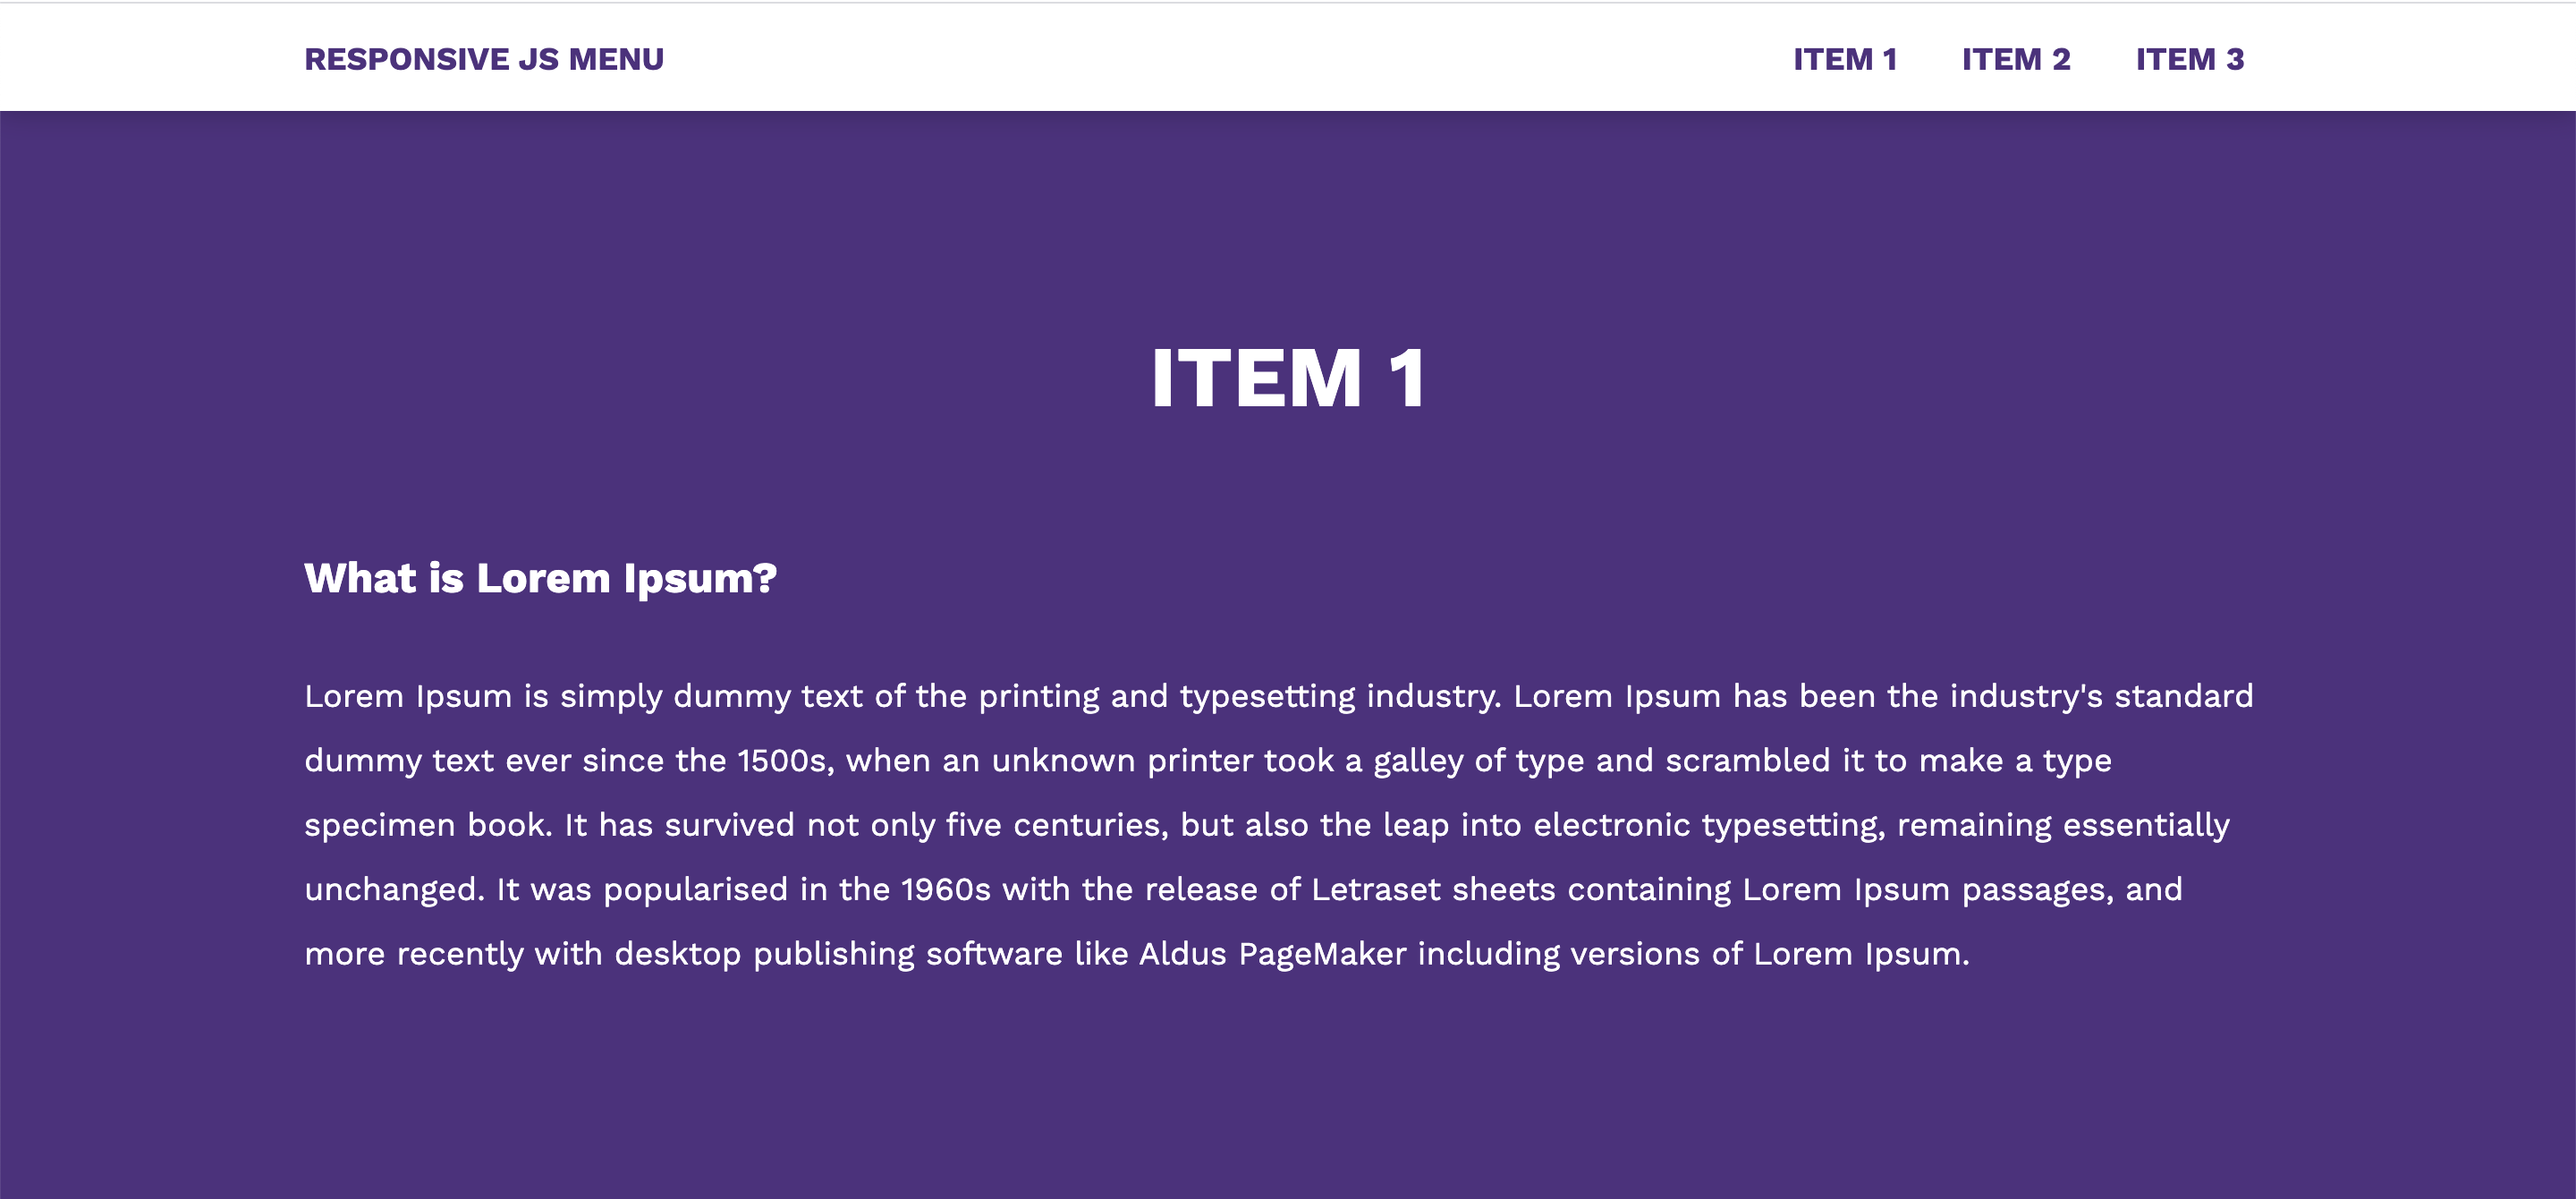 RESPONSIVE JS MENU ITEM 1 ITEM 2 ITEM 3
ITEM 1
What is Lorem Ipsum?
Lorem Ipsum is simply dummy text of the printing and typesetting industry. Lorem Ipsum has been the industry's standard
dummy text ever since the 1500s, when an unknown printer took a galley of type and scrambled it to make a type
specimen book. It has survived not only five centuries, but also the leap into electronic typesetting, remaining essentially
unchanged. It was popularised in the 1960s with the release of Letraset sheets containing Lorem Ipsum passages, and
more recently with desktop publishing software like Aldus PageMaker including versions of Lorem Ipsum.